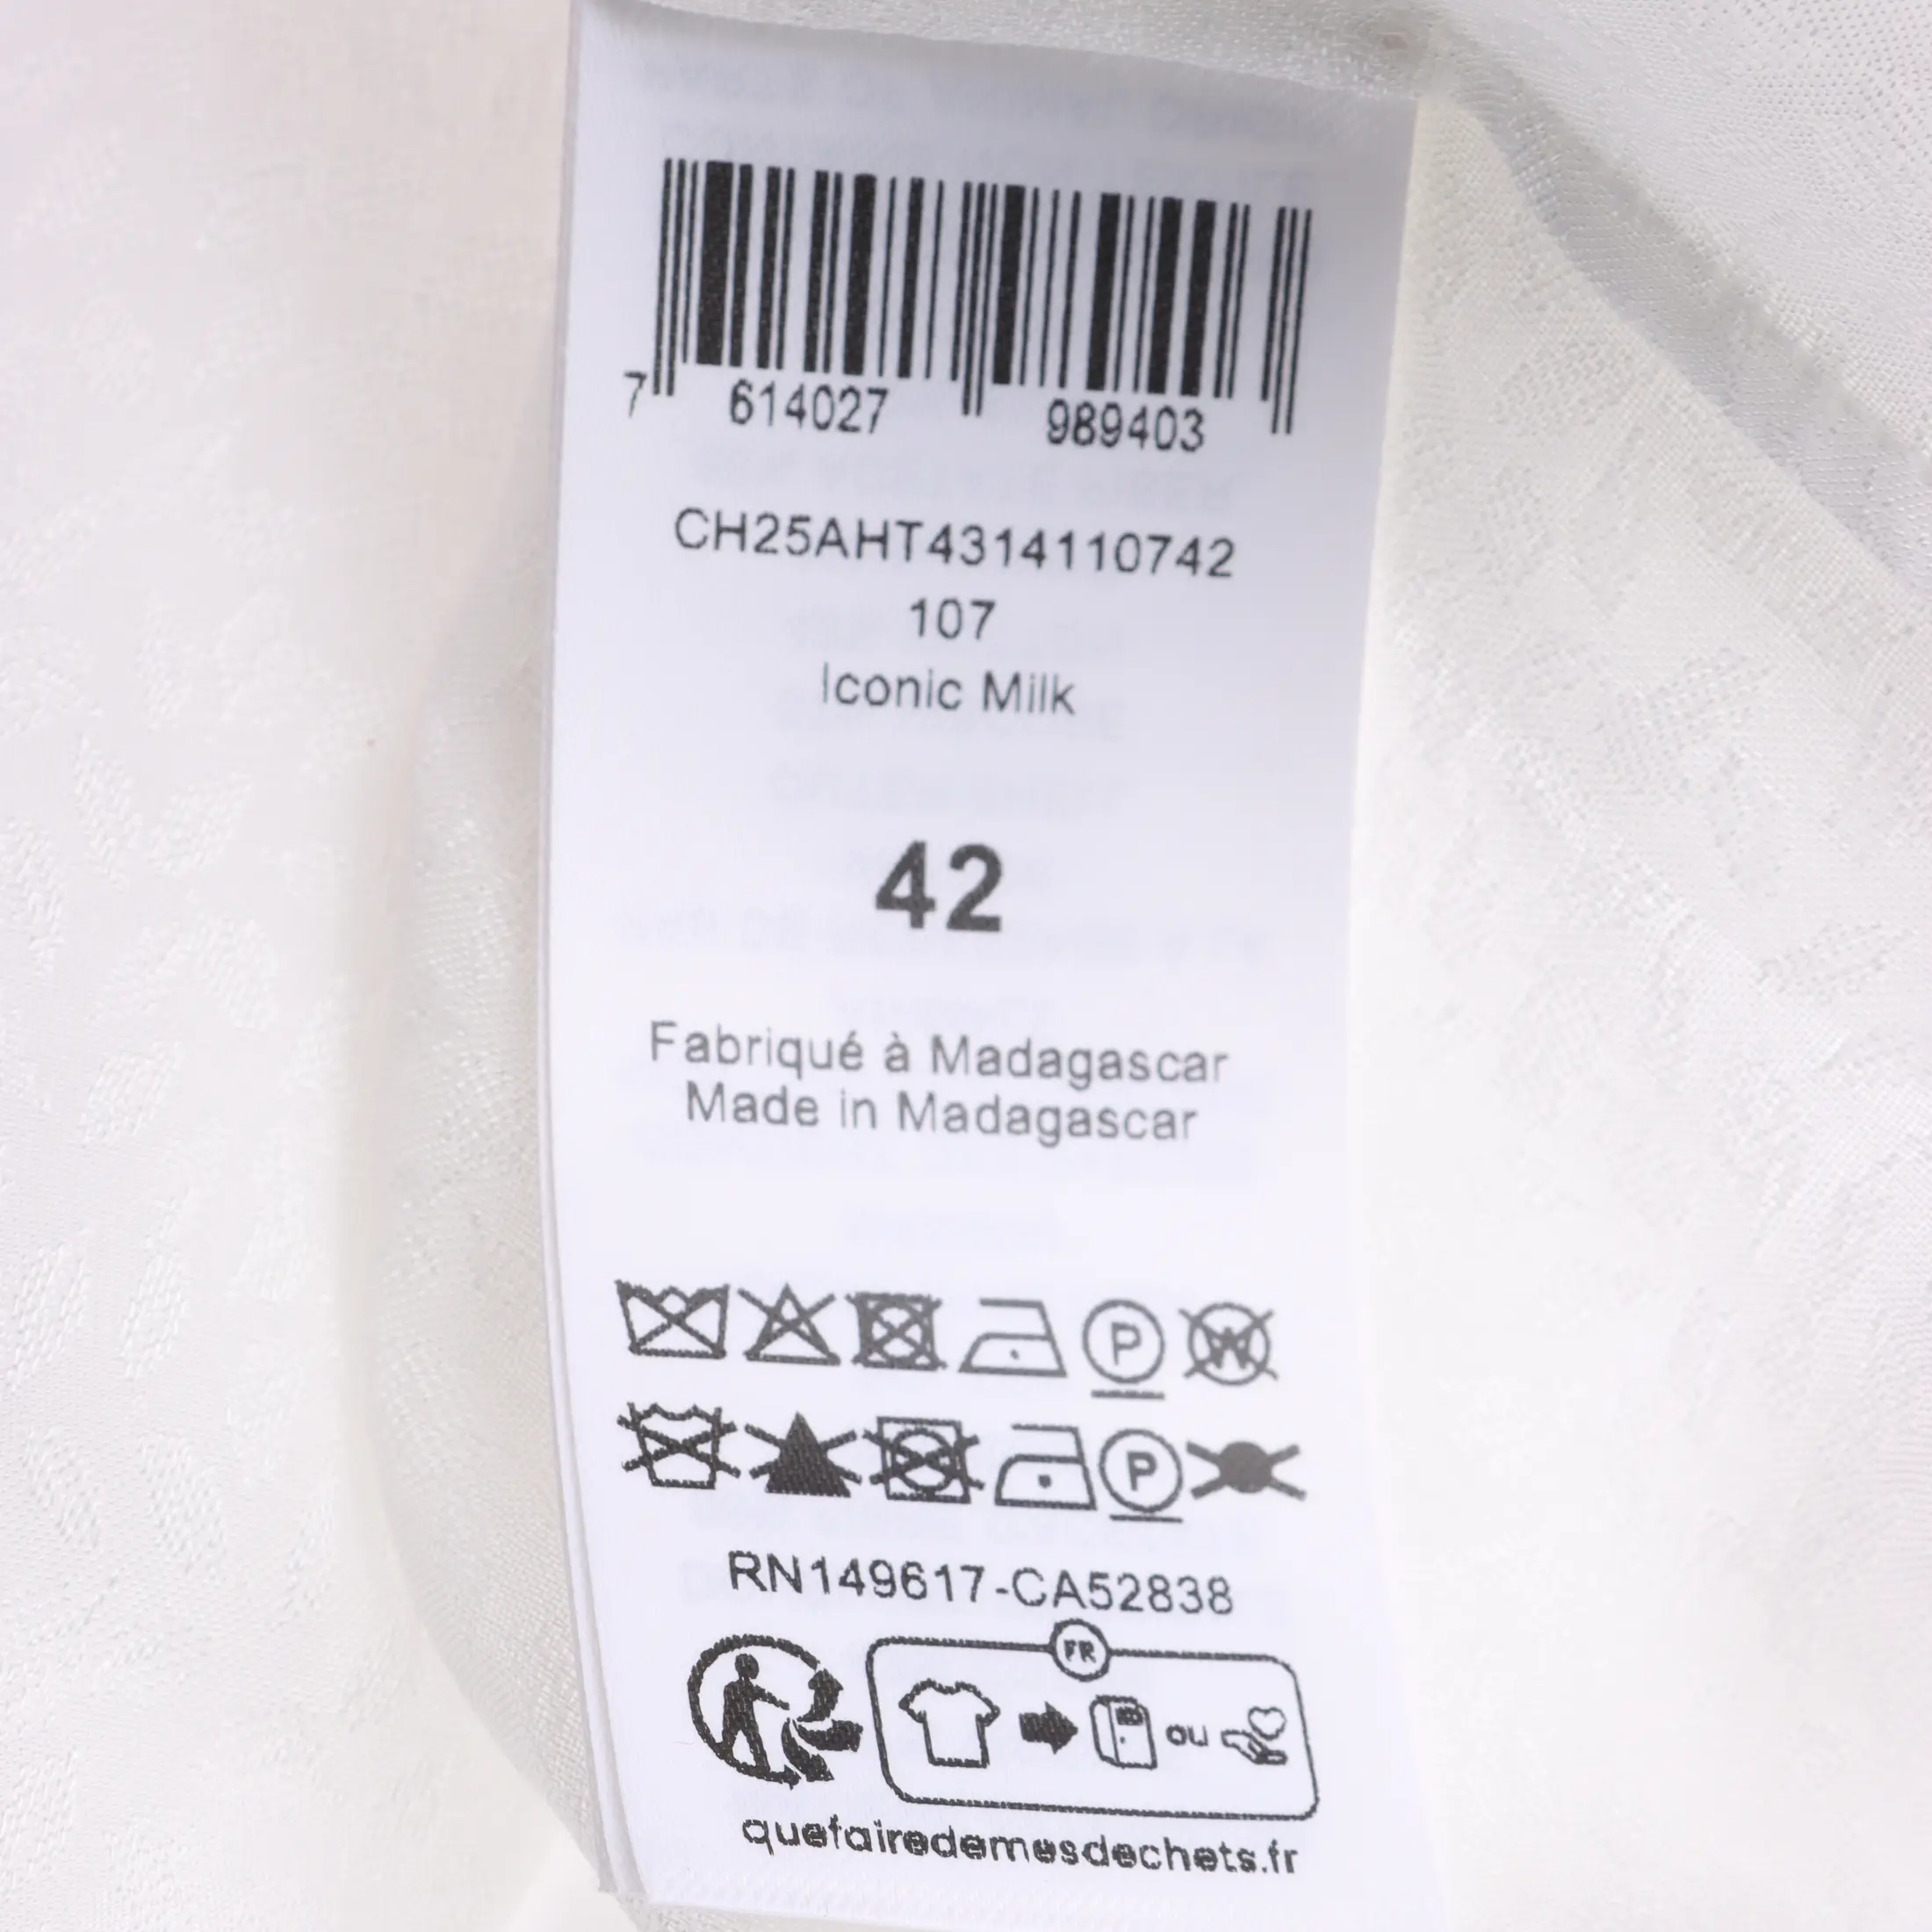 7 614027 989403
CH25AHT4314110742
107
Iconic Milk
42
Fabriqué à Madagascar
Made in Madagascar
P W
P
RN149617-CA52838
FR
ou
quefairedemesdechets.fr